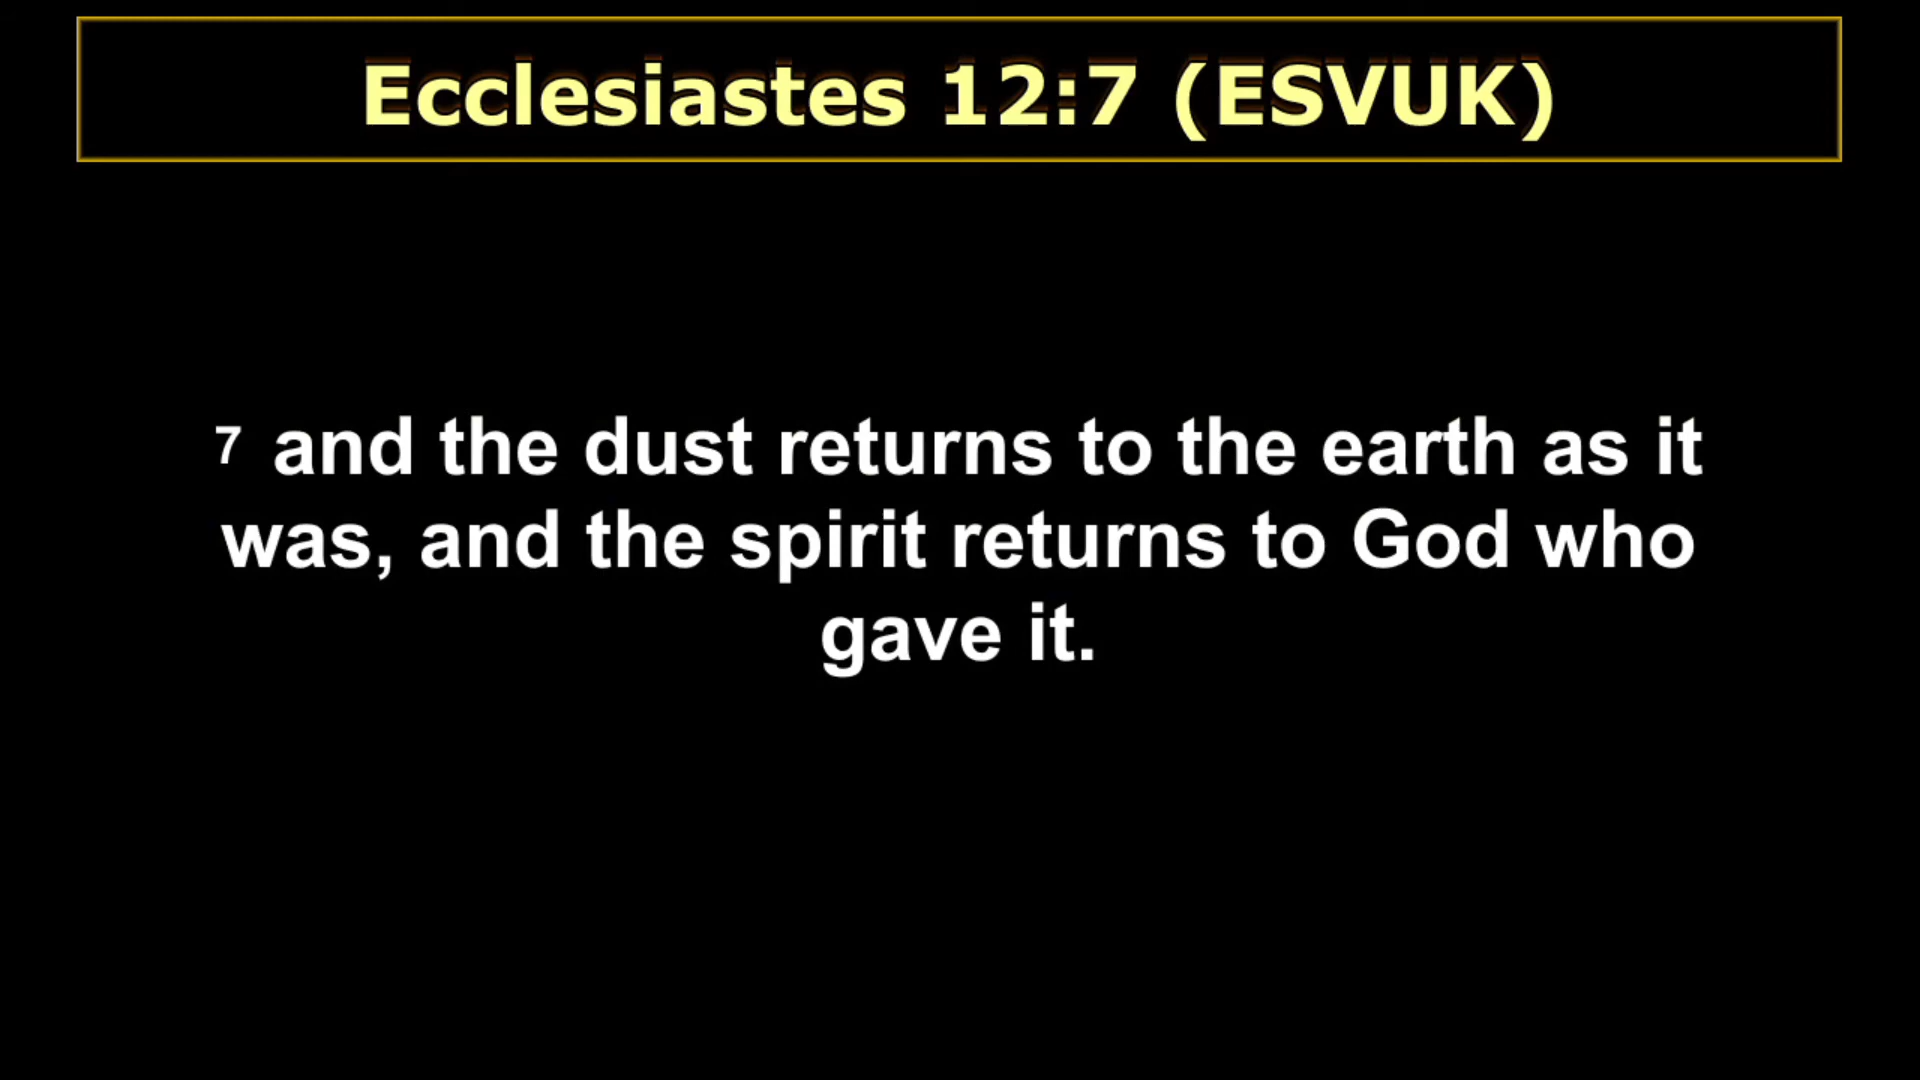 Ecclesiastes 12:7 (ESVUK)
7 and the dust returns to the earth as it
was, and the spirit returns to God who
gave it.